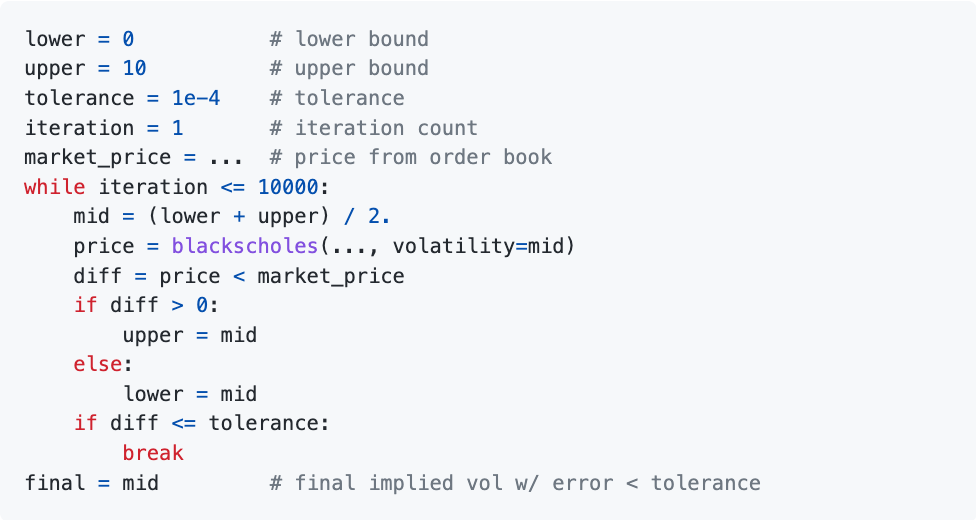 lower = 0           # lower bound
upper = 10          # upper bound
tolerance = 1e-4    # tolerance
iteration = 1       # iteration count
market_price = ...  # price from order book
while iteration <= 10000:
    mid = (lower + upper) / 2.
    price = blackscholes(..., volatility=mid)
    diff = price < market_price
    if diff > 0:
        upper = mid
    else:
        lower = mid
    if diff <= tolerance:
        break
final = mid         # final implied vol w/ error < tolerance